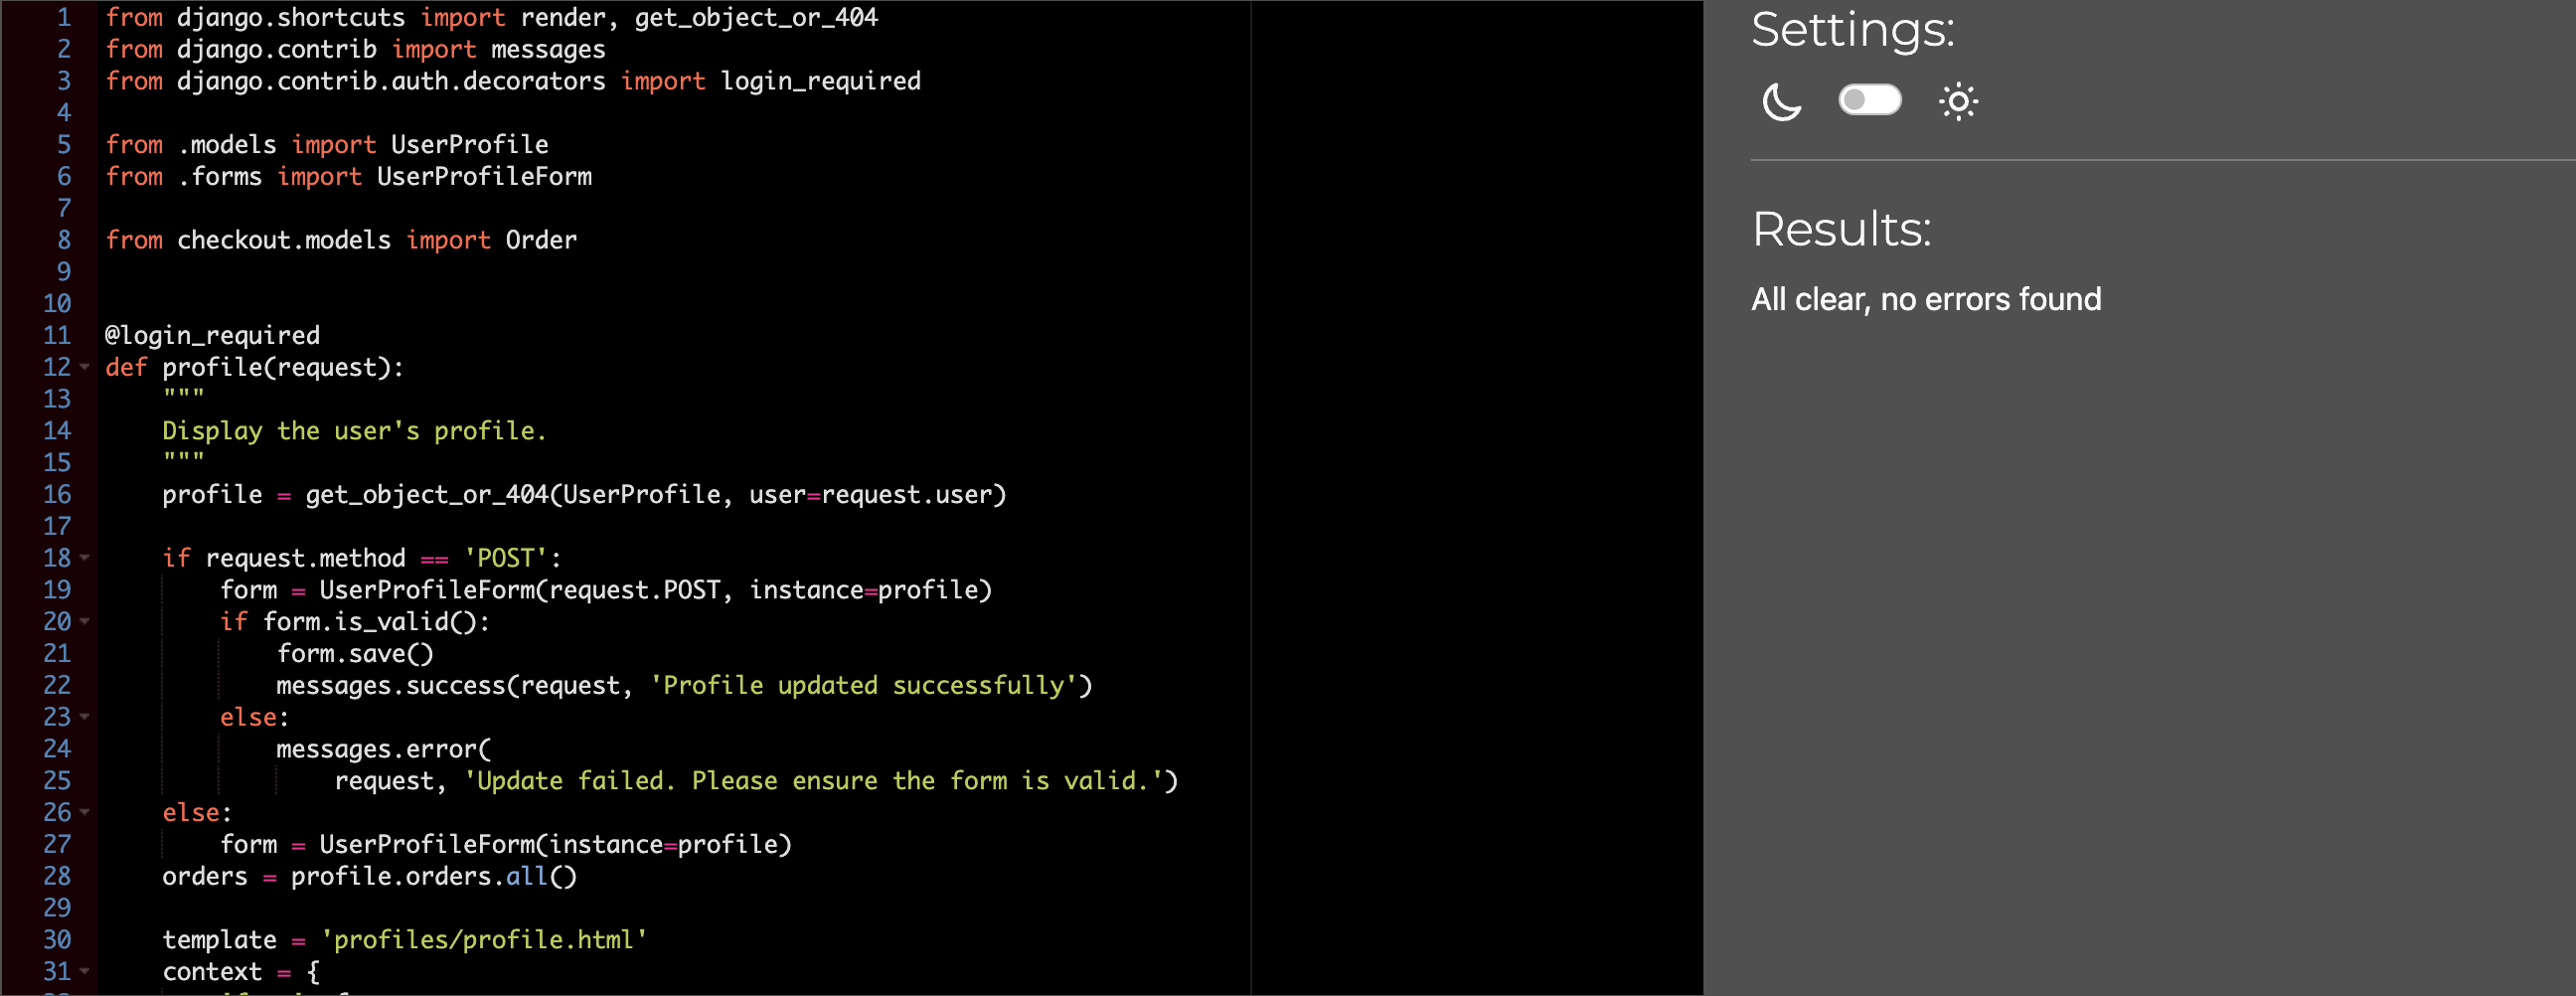 1 from django.shortcuts import render, get_object_or_404
2 from django.contrib import messages
3 from django.contrib.auth.decorators import login_required
4
5 from .models import UserProfile
6 from .forms import UserProfileForm
7
8 from checkout.models import Order
9
10
11 @login_required
12 def profile(request):
13     """
14     Display the user's profile.
15     """
16     profile = get_object_or_404(UserProfile, user=request.user)
17
18     if request.method == 'POST':
19         form = UserProfileForm(request.POST, instance=profile)
20         if form.is_valid():
21             form.save()
22             messages.success(request, 'Profile updated successfully')
23         else:
24             messages.error(
25                 request, 'Update failed. Please ensure the form is valid.')
26     else:
27         form = UserProfileForm(instance=profile)
28     orders = profile.orders.all()
29
30     template = 'profiles/profile.html'
31     context = {
Settings:
Results:
All clear, no errors found